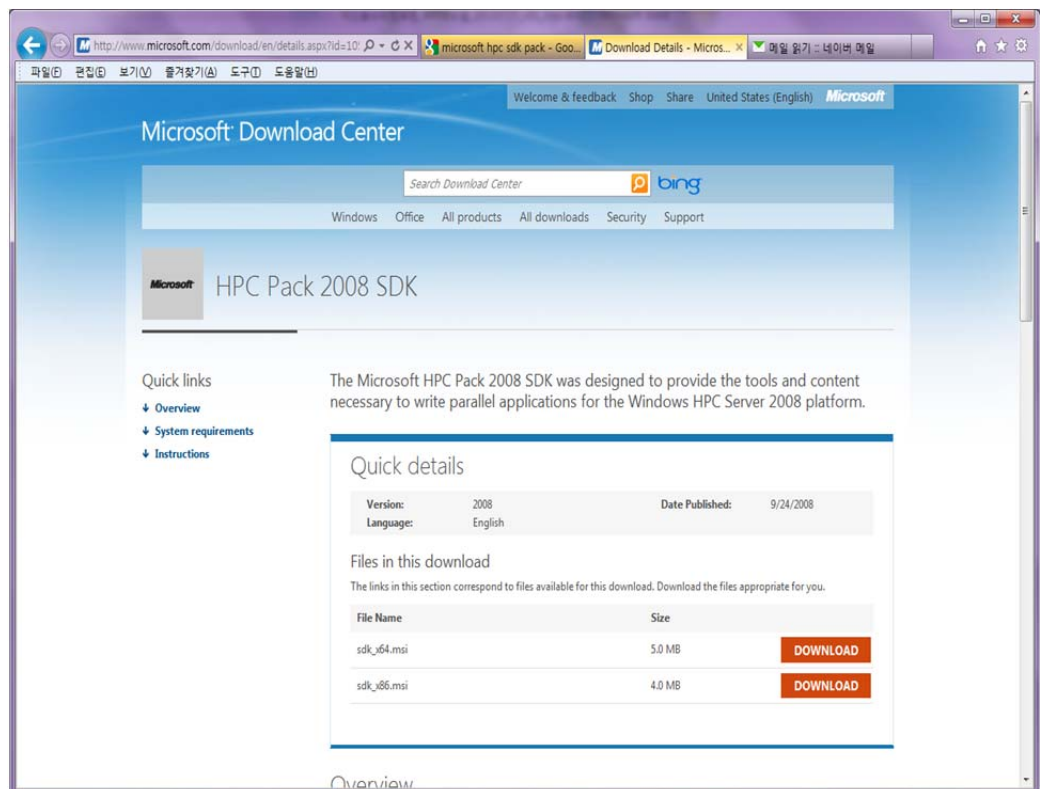 http://www.microsoft.com/download/en/details.aspx?id=10:
microsoft hpc sdk pack - Goo...
Download Details - Micros...
메일 읽기 :: 네이버 메일
파일(F) 편집(E) 보기(V) 즐겨찾기(A) 도구(T) 도움말(H)
Welcome & feedback Shop Share United States (English) Microsoft
Microsoft Download Center
Search Download Center bing
Windows Office All products All downloads Security Support
Microsoft HPC Pack 2008 SDK
Quick links
Overview
System requirements
Instructions
The Microsoft HPC Pack 2008 SDK was designed to provide the tools and content
necessary to write parallel applications for the Windows HPC Server 2008 platform.
Quick details
Version: 2008 Date Published: 9/24/2008
Language: English
Files in this download
The links in this section correspond to files available for this download. Download the files appropriate for you.
File Name Size
sdk_x64.msi 5.0 MB DOWNLOAD
sdk_x86.msi 4.0 MB DOWNLOAD
Overview